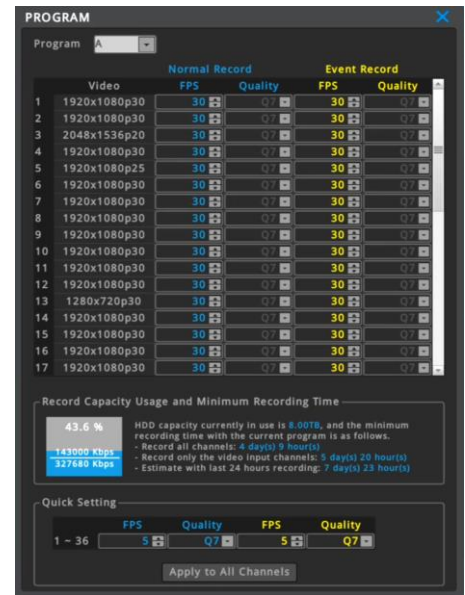 PROGRAM
Program A
Normal Record Event Record
Video FPS Quality FPS Quality
1 1920x1080p30 30 Q7 30 Q7
2 1920x1080p30 30 Q7 30 Q7
3 2048x1536p20 30 Q7 30 Q7
4 1920x1080p30 30 Q7 30 Q7
5 1920x1080p25 30 Q7 30 Q7
6 1920x1080p30 30 Q7 30 Q7
7 1920x1080p30 30 Q7 30 Q7
8 1920x1080p30 30 Q7 30 Q7
9 1920x1080p30 30 Q7 30 Q7
10 1920x1080p30 30 Q7 30 Q7
11 1920x1080p30 30 Q7 30 Q7
12 1920x1080p30 30 Q7 30 Q7
13 1280x720p30 30 Q7 30 Q7
14 1920x1080p30 30 Q7 30 Q7
15 1920x1080p30 30 Q7 30 Q7
16 1920x1080p30 30 Q7 30 Q7
17 1920x1080p30 30 Q7 30 Q7
Record Capacity Usage and Minimum Recording Time
43.6 %
143000 Kbps
327680 Kbps
HDD capacity currently in use is 8.00TB, and the minimum
recording time with the current program is as follows.
- Record all channels: 4 day(s) 9 hour(s)
- Record only the video input channels: 5 day(s) 20 hour(s)
- Estimate with last 24 hours recording: 7 day(s) 23 hour(s)
Quick Setting
FPS Quality FPS Quality
1 ~ 36 5 Q7 5 Q7
Apply to All Channels